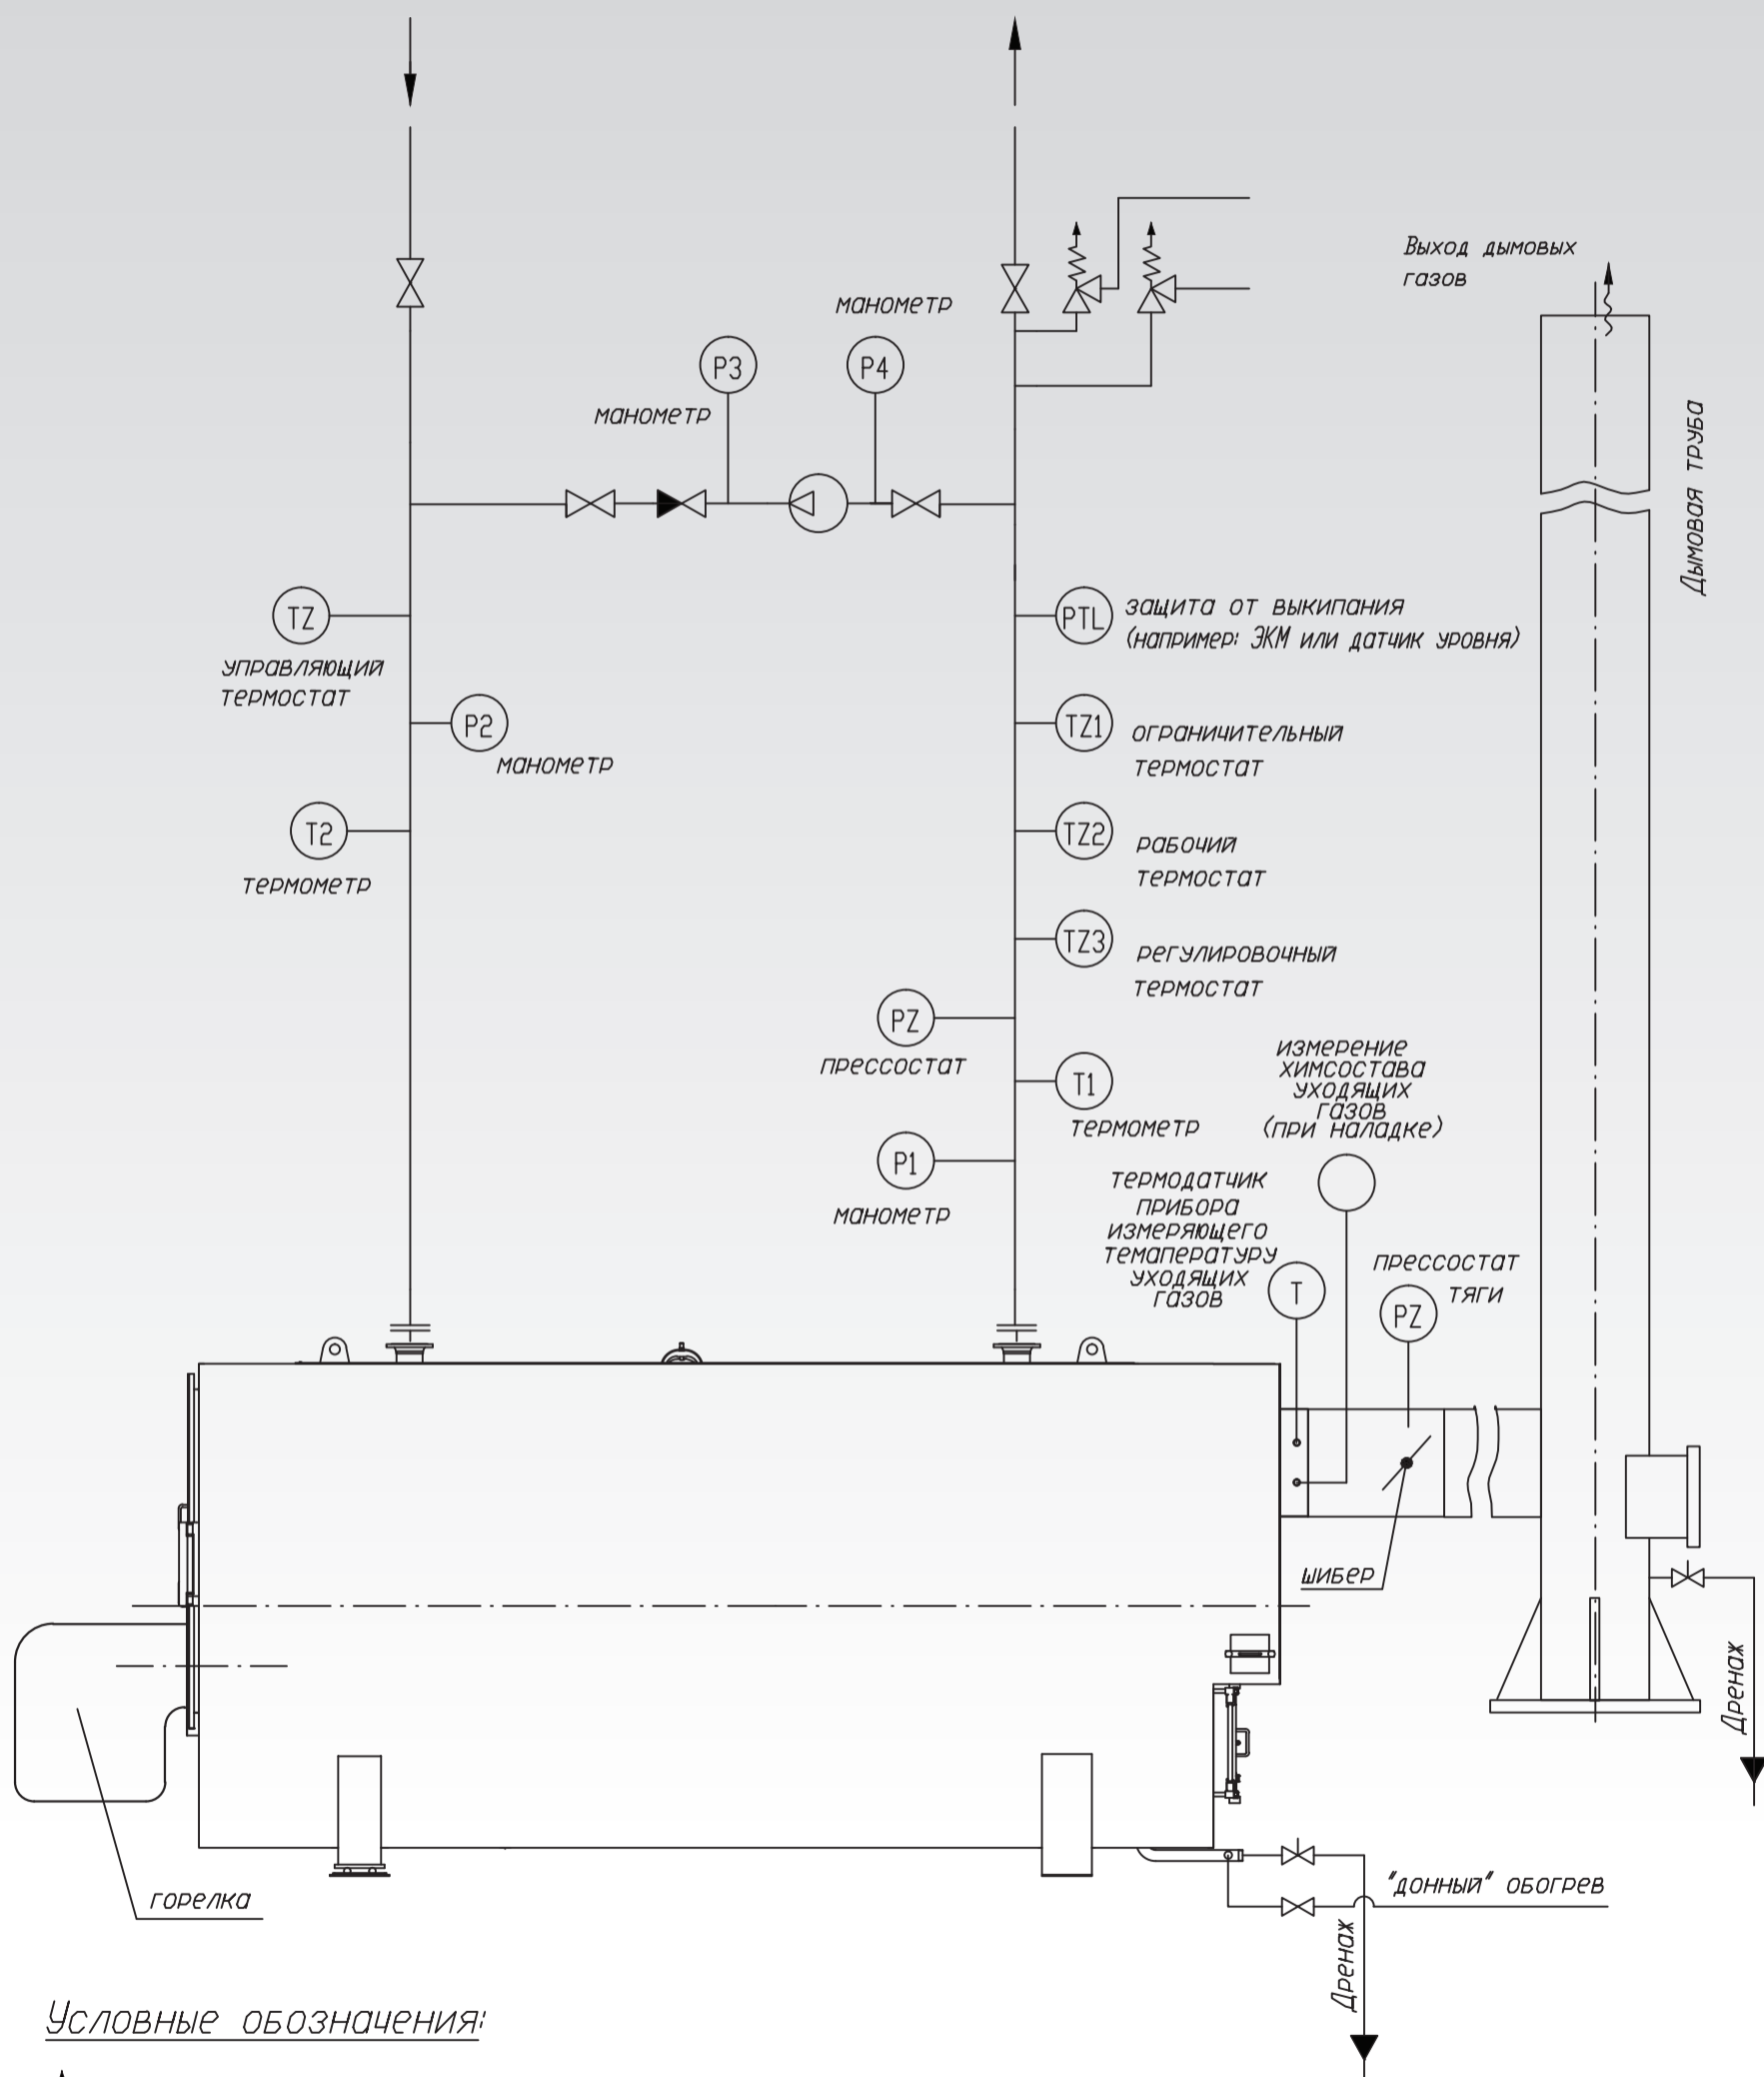 Выход дымовых
газов
манометр
P3
P4
манометр
Дымовая труба
TZ
управляющий
термостат
PTL
защита от выкипания
(например: ЭКМ или датчик уровня)
P2
манометр
TZ1
ограничительный
термостат
T2
термометр
TZ2
рабочий
термостат
TZ3
регулировочный
термостат
PZ
прессостат
T1
термометр
измерение
химсостава
уходящих
газов
(при наладке)
P1
манометр
термодатчик
прибора
измеряющего
темапературу
уходящих
газов
T
прессостат
тяги
PZ
шибер
Дренаж
горелка
"донный" обогрев
Дренаж
Условные обозначения: